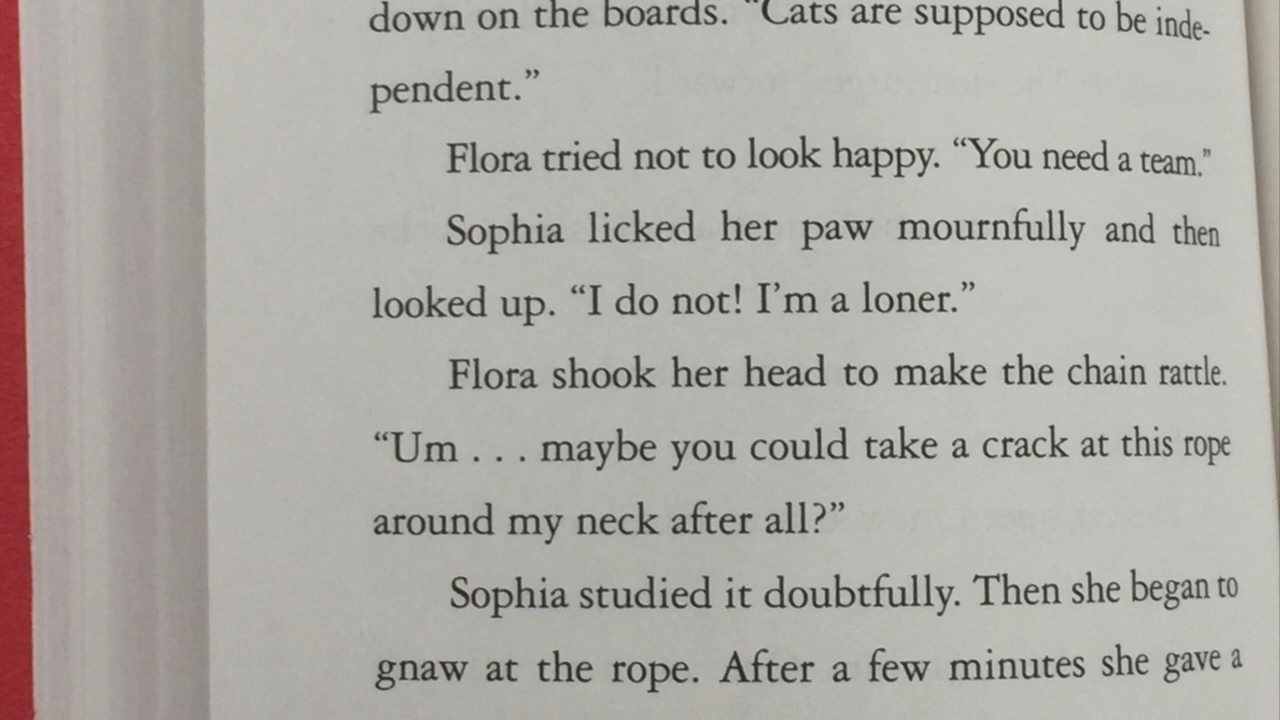 down on the boards. “Cats are supposed to be inde-
pendent.”
Flora tried not to look happy. “You need a team.”
Sophia licked her paw mournfully and then
looked up. “I do not! I’m a loner.”
Flora shook her head to make the chain rattle.
“Um . . . maybe you could take a crack at this rope
around my neck after all?”
Sophia studied it doubtfully. Then she began to
gnaw at the rope. After a few minutes she gave a